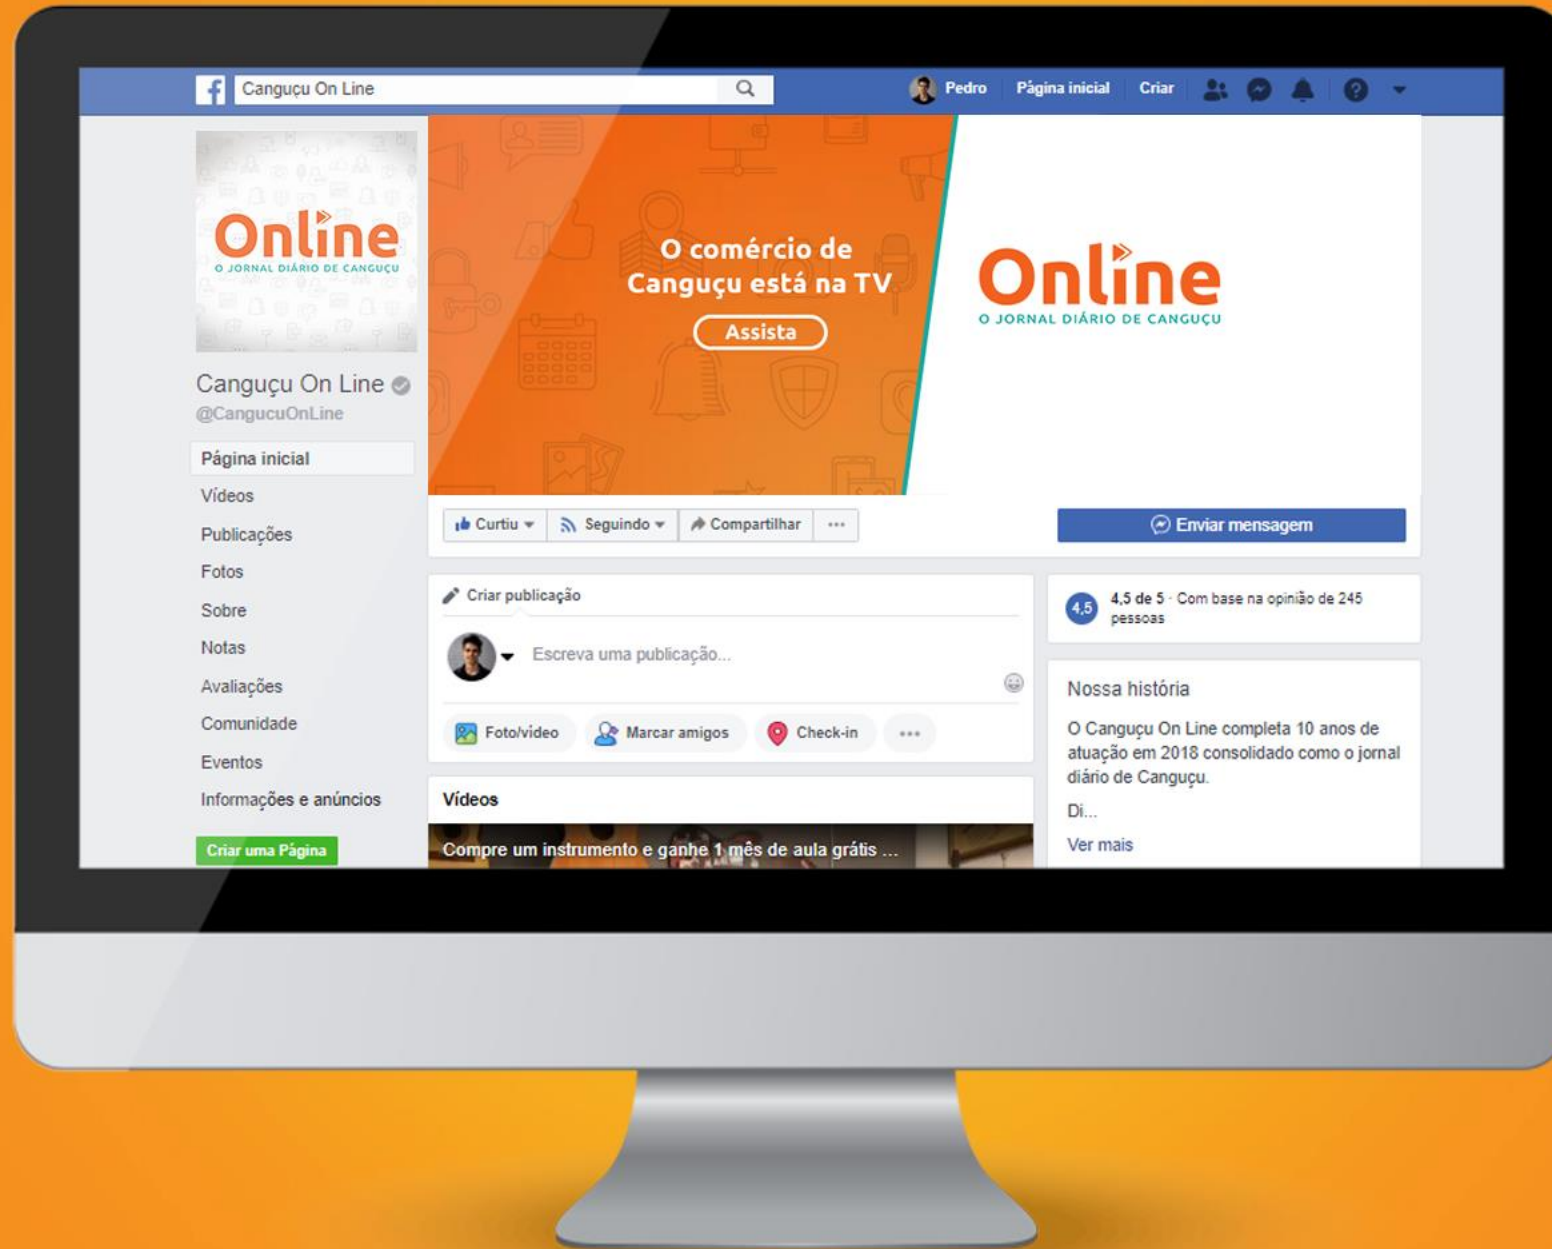 Canguçu On Line
Pedro
Página inicial
Criar
Online
O JORNAL DIÁRIO DE CANGUÇU
Canguçu On Line
@CangucuOnLine
Página inicial
Vídeos
Publicações
Fotos
Sobre
Notas
Avaliações
Comunidade
Eventos
Informações e anúncios
Criar uma Página
O comércio de
Canguçu está na TV
Assista
Online
O JORNAL DIÁRIO DE CANGUÇU
Curtiu
Seguindo
Compartilhar
Enviar mensagem
Criar publicação
Escreva uma publicação...
Foto/vídeo
Marcar amigos
Check-in
Vídeos
Compre um instrumento e ganhe 1 mês de aula grátis ...
4,5
4,5 de 5 · Com base na opinião de 245
pessoas
Nossa história
O Canguçu On Line completa 10 anos de
atuação em 2018 consolidado como o jornal
diário de Canguçu.
Di...
Ver mais